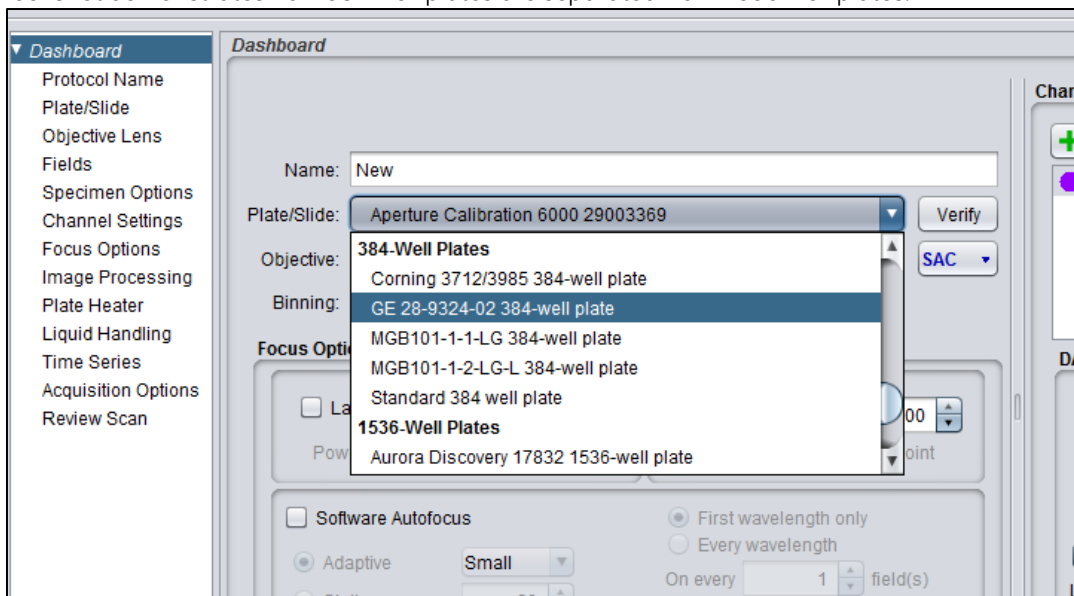 Dashboard
Protocol Name
Plate/Slide
Objective Lens
Fields
Specimen Options
Channel Settings
Focus Options
Image Processing
Plate Heater
Liquid Handling
Time Series
Acquisition Options
Review Scan
Dashboard
Name: New
Plate/Slide: Aperture Calibration 6000 29003369 Verify
Objective: SAC
Binning:
384-Well Plates
Corning 3712/3985 384-well plate
GE 28-9324-02 384-well plate
MGB101-1-1-LG 384-well plate
MGB101-1-2-LG-L 384-well plate
Standard 384 well plate
1536-Well Plates
Aurora Discovery 17832 1536-well plate
Focus Opti
La
00
Pow
oint
Software Autofocus
First wavelength only
Every wavelength
Adaptive Small
On every 1 field(s)
Char